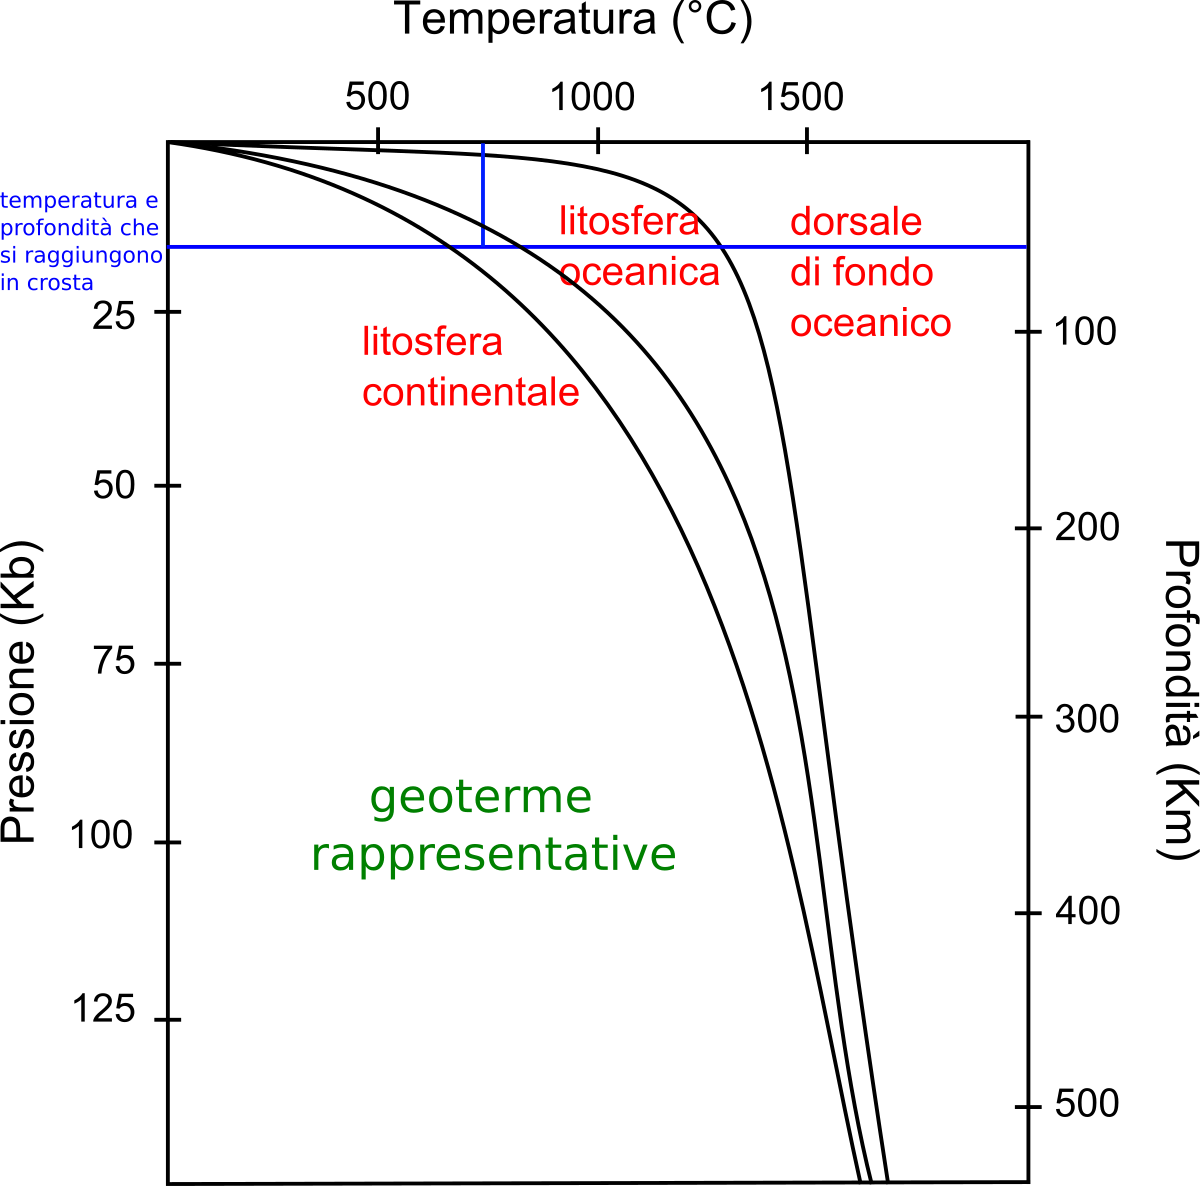 Temperatura (°C)
500
1000
1500
temperatura e
profondità che
si raggiungono
in crosta
litosfera
oceanica
dorsale
di fondo
oceanico
litosfera
continentale
25
50
75
100
125
Pressione (Kb)
100
200
300
400
500
Profondità (Km)
geoterme
rappresentative